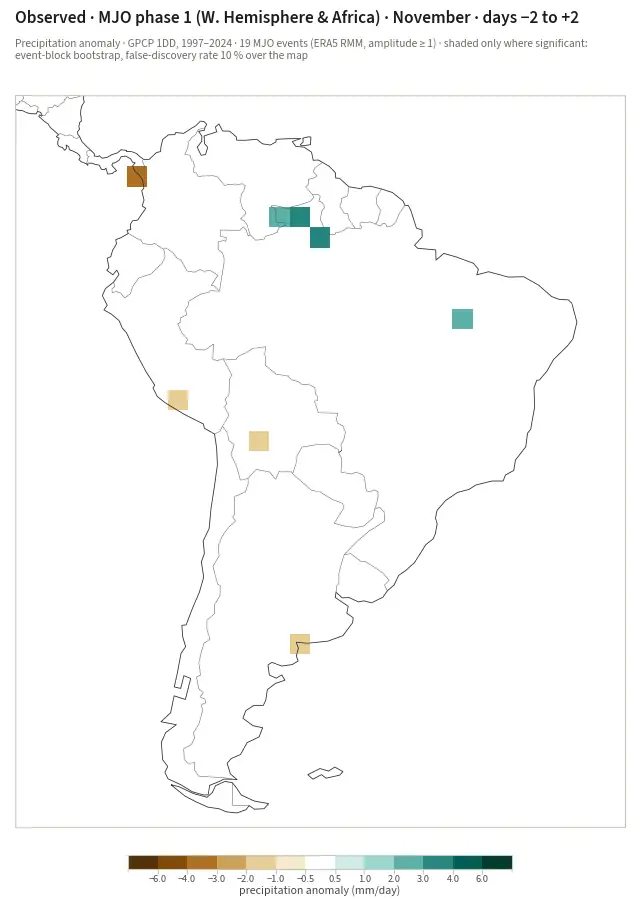 Observed · MJO phase 1 (W. Hemisphere & Africa) · November · days −2 to +2
Precipitation anomaly · GPCP 1DD, 1997–2024 · 19 MJO events (ERA5 RMM, amplitude ≥ 1) · shaded only where significant:
event-block bootstrap, false-discovery rate 10 % over the map
−6.0 −4.0 −3.0 −2.0 −1.0 −0.5 0.5 1.0 2.0 3.0 4.0 6.0
precipitation anomaly (mm/day)